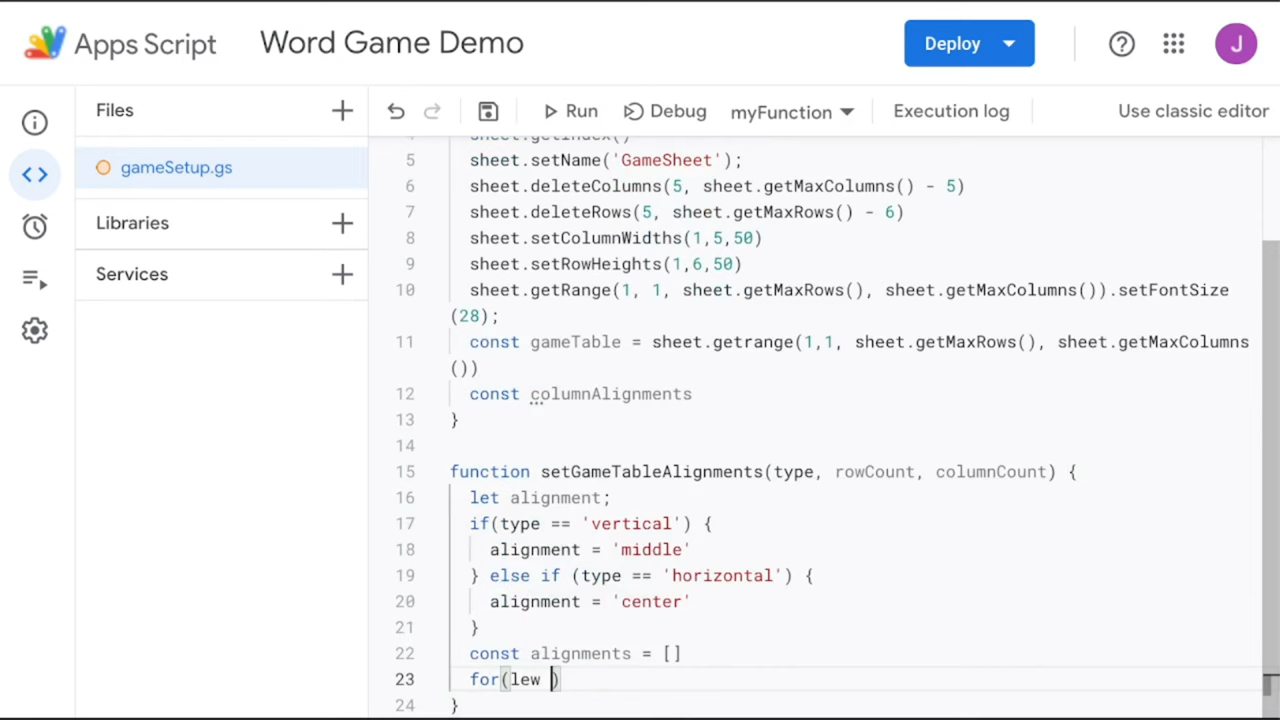 Apps Script Word Game Demo Deploy J
Files Run Debug myFunction Execution log Use classic editor
gameSetup.gs
Libraries
Services
4 sheet.getIndex()
5 sheet.setName('GameSheet');
6 sheet.deleteColumns(5, sheet.getMaxColumns() - 5)
7 sheet.deleteRows(5, sheet.getMaxRows() - 6)
8 sheet.setColumnWidths(1,5,50)
9 sheet.setRowHeights(1,6,50)
10 sheet.getRange(1, 1, sheet.getMaxRows(), sheet.getMaxColumns()).setFontSize
(28);
11 const gameTable = sheet.getrange(1,1, sheet.getMaxRows(), sheet.getMaxColumns
())
12 const columnAlignments
13 }
14
15 function setGameTableAlignments(type, rowCount, columnCount) {
16 let alignment;
17 if(type == 'vertical') {
18 alignment = 'middle'
19 } else if (type == 'horizontal') {
20 alignment = 'center'
21 }
22 const alignments = []
23 for(lew )
24 }